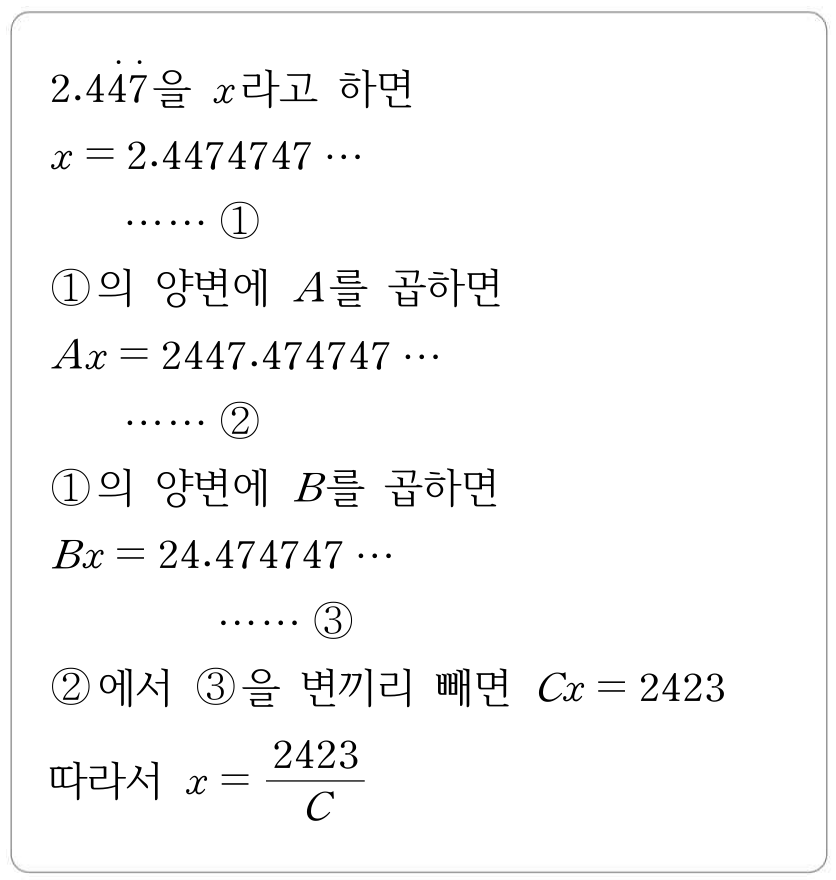 2.44̇7̇을 x라고 하면
x = 2.4474747 ⋯
⋯⋯ ①
①의 양변에 A를 곱하면
Ax = 2447.474747 ⋯
⋯⋯ ②
①의 양변에 B를 곱하면
Bx = 24.474747 ⋯
⋯⋯ ③
②에서 ③을 변끼리 빼면 Cx = 2423
따라서 x = 2423/C